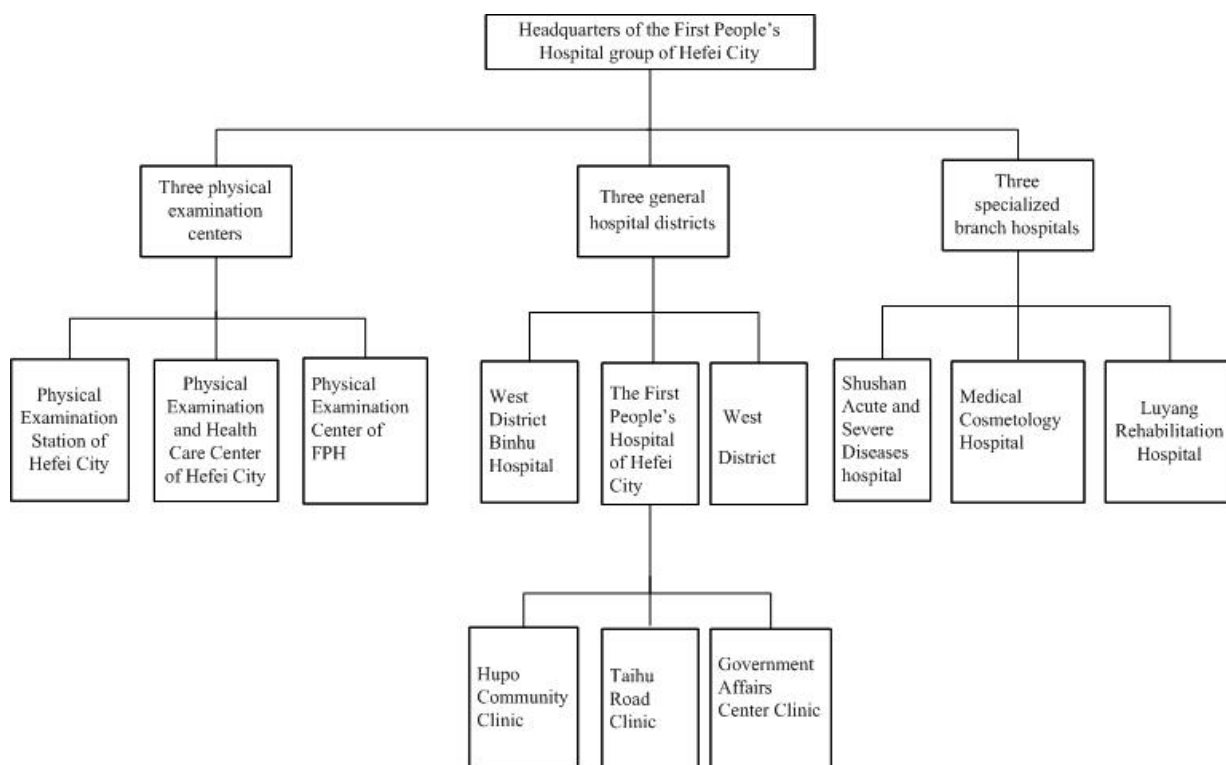 Headquarters of the First People's
Hospital group of Hefei City
Three physical
examination
centers
Three general
hospital districts
Three
specialized
branch hospitals
Physical
Examination
Station of
Hefei City
Physical
Examination
and Health
Care Center
of Hefei City
Physical
Examination
Center of
FPH
West
District
Binhu
Hospital
The First
People's
Hospital
of Hefei
City
West
District
Shushan
Acute and
Severe
Diseases
hospital
Medical
Cosmetology
Hospital
Luyang
Rehabilitation
Hospital
Hupo
Community
Clinic
Taihu
Road
Clinic
Government
Affairs
Center Clinic